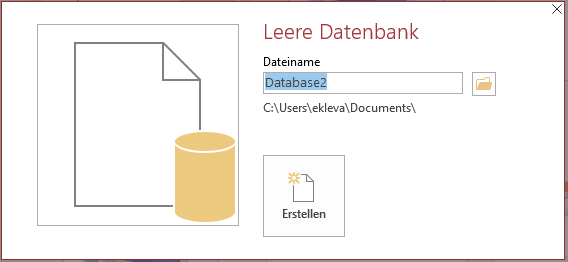 Leere Datenbank
Dateiname
Database2
C:\Users\ekleva\Documents\
Erstellen